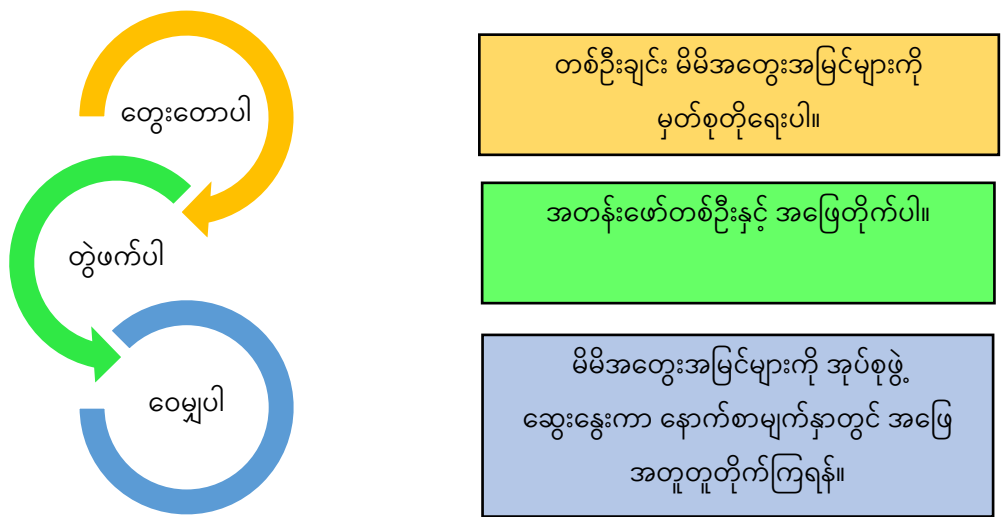 တွေးတောပါ
တစ်ဦးချင်း မိမိအတွေးအမြင်များကို
မှတ်စုတိုရေးပါ။
တွဲဖက်ပါ
အတန်းဖော်တစ်ဦးနှင့် အဖြေတိုက်ပါ။
ဝေမျှပါ
မိမိအတွေးအမြင်များကို အုပ်စုဖွဲ့
ဆွေးနွေးကာ နောက်စာမျက်နှာတွင် အဖြေ
အတူတူတိုက်ကြရန်။